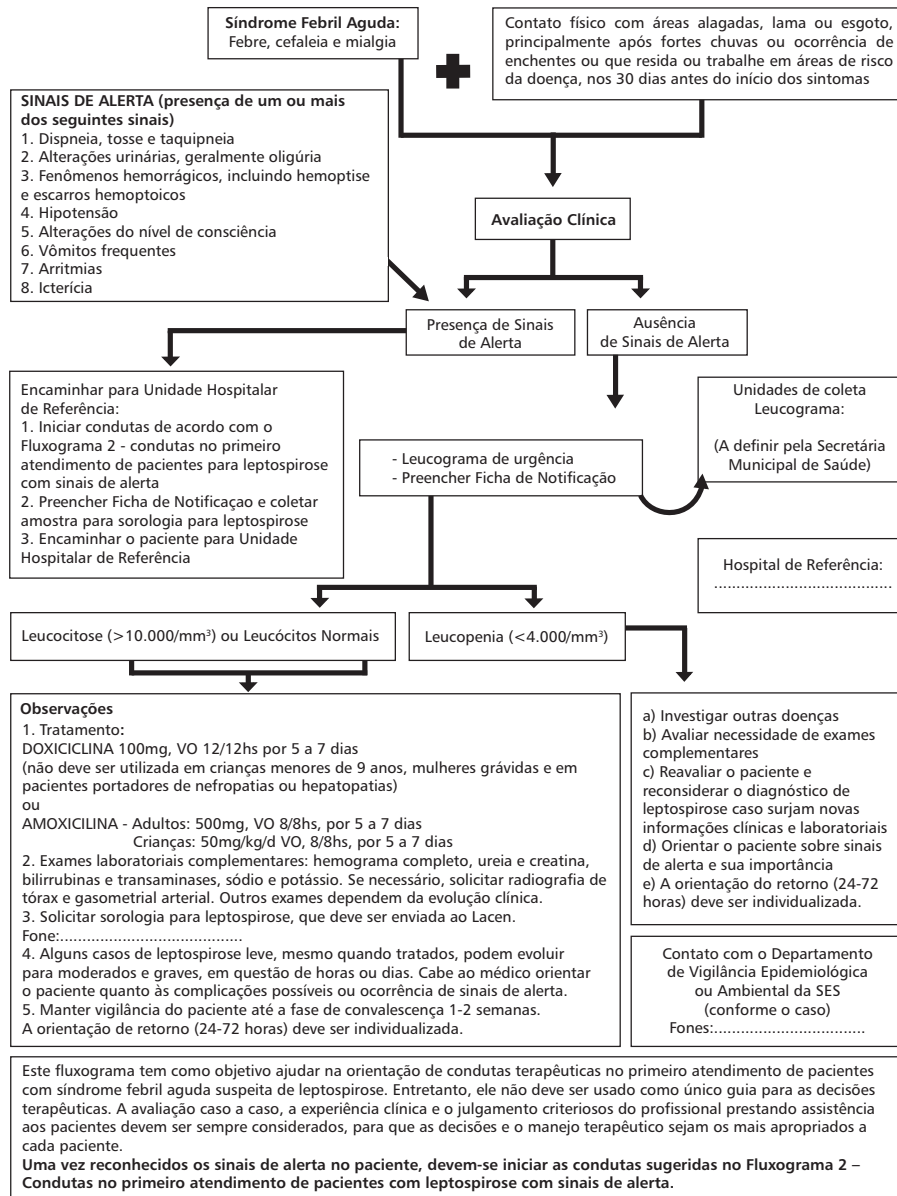 Síndrome Febril Aguda:
Febre, cefaleia e mialgia
Contato físico com áreas alagadas, lama ou esgoto,
principalmente após fortes chuvas ou ocorrência de
enchentes ou que resida ou trabalhe em áreas de risco
da doença, nos 30 dias antes do início dos sintomas
SINAIS DE ALERTA (presença de um ou mais
dos seguintes sinais)
1. Dispneia, tosse e taquipneia
2. Alterações urinárias, geralmente oligúria
3. Fenômenos hemorrágicos, incluindo hemoptise
e escarros hemoptoicos
4. Hipotensão
5. Alterações do nível de consciência
6. Vômitos frequentes
7. Arritmias
8. Icterícia
Avaliação Clínica
Presença de Sinais
de Alerta
Ausência
de Sinais de Alerta
Encaminhar para Unidade Hospitalar
de Referência:
1. Iniciar condutas de acordo com o
Fluxograma 2 - condutas no primeiro
atendimento de pacientes para leptospirose
com sinais de alerta
2. Preencher Ficha de Notificaçao e coletar
amostra para sorologia para leptospirose
3. Encaminhar o paciente para Unidade
Hospitalar de Referência
- Leucograma de urgência
- Preencher Ficha de Notificação
Unidades de coleta
Leucograma:
(A definir pela Secretária
Municipal de Saúde)
Hospital de Referência:
..........................................
Leucocitose (>10.000/mm³) ou Leucócitos Normais
Leucopenia (<4.000/mm³)
Observações
1. Tratamento:
DOXICICLINA 100mg, VO 12/12hs por 5 a 7 dias
(não deve ser utilizada em crianças menores de 9 anos, mulheres grávidas e em
pacientes portadores de nefropatias ou hepatopatias)
ou
AMOXICILINA - Adultos: 500mg, VO 8/8hs, por 5 a 7 dias
Crianças: 50mg/kg/d VO, 8/8hs, por 5 a 7 dias
2. Exames laboratoriais complementares: hemograma completo, ureia e creatina,
bilirrubinas e transaminases, sódio e potássio. Se necessário, solicitar radiografia de
tórax e gasometrial arterial. Outros exames dependem da evolução clínica.
3. Solicitar sorologia para leptospirose, que deve ser enviada ao Lacen.
Fone:..........................................
4. Alguns casos de leptospirose leve, mesmo quando tratados, podem evoluir
para moderados e graves, em questão de horas ou dias. Cabe ao médico orientar
o paciente quanto às complicações possíveis ou ocorrência de sinais de alerta.
5. Manter vigilância do paciente até a fase de convalescença 1-2 semanas.
A orientação de retorno (24-72 horas) deve ser individualizada.
a) Investigar outras doenças
b) Avaliar necessidade de exames
complementares
c) Reavaliar o paciente e
reconsiderar o diagnóstico de
leptospirose caso surjam novas
informações clínicas e laboratoriais
d) Orientar o paciente sobre sinais
de alerta e sua importância
e) A orientação do retorno (24-72
horas) deve ser individualizada.
Contato com o Departamento
de Vigilância Epidemiológica
ou Ambiental da SES
(conforme o caso)
Fones:...................................
Este fluxograma tem como objetivo ajudar na orientação de condutas terapêuticas no primeiro atendimento de pacientes
com síndrome febril aguda suspeita de leptospirose. Entretanto, ele não deve ser usado como único guia para as decisões
terapêuticas. A avaliação caso a caso, a experiência clínica e o julgamento criteriosos do profissional prestando assistência
aos pacientes devem ser sempre considerados, para que as decisões e o manejo terapêutico sejam os mais apropriados a
cada paciente.
Uma vez reconhecidos os sinais de alerta no paciente, devem-se iniciar as condutas sugeridas no Fluxograma 2 –
Condutas no primeiro atendimento de pacientes com leptospirose com sinais de alerta.